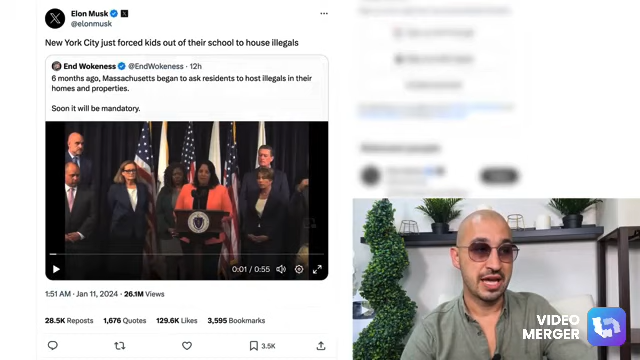 Elon Musk
@elonmusk
New York City just forced kids out of their school to house illegals
End Wokeness @EndWokeness · 12h
6 months ago, Massachusetts began to ask residents to host illegals in their
homes and properties.
Soon it will be mandatory.
0:01 / 0:55
1:51 AM · Jan 11, 2024 · 26.1M Views
28.5K Reposts 1,676 Quotes 129.6K Likes 3,595 Bookmarks
3.5K
VIDEO
MERGER